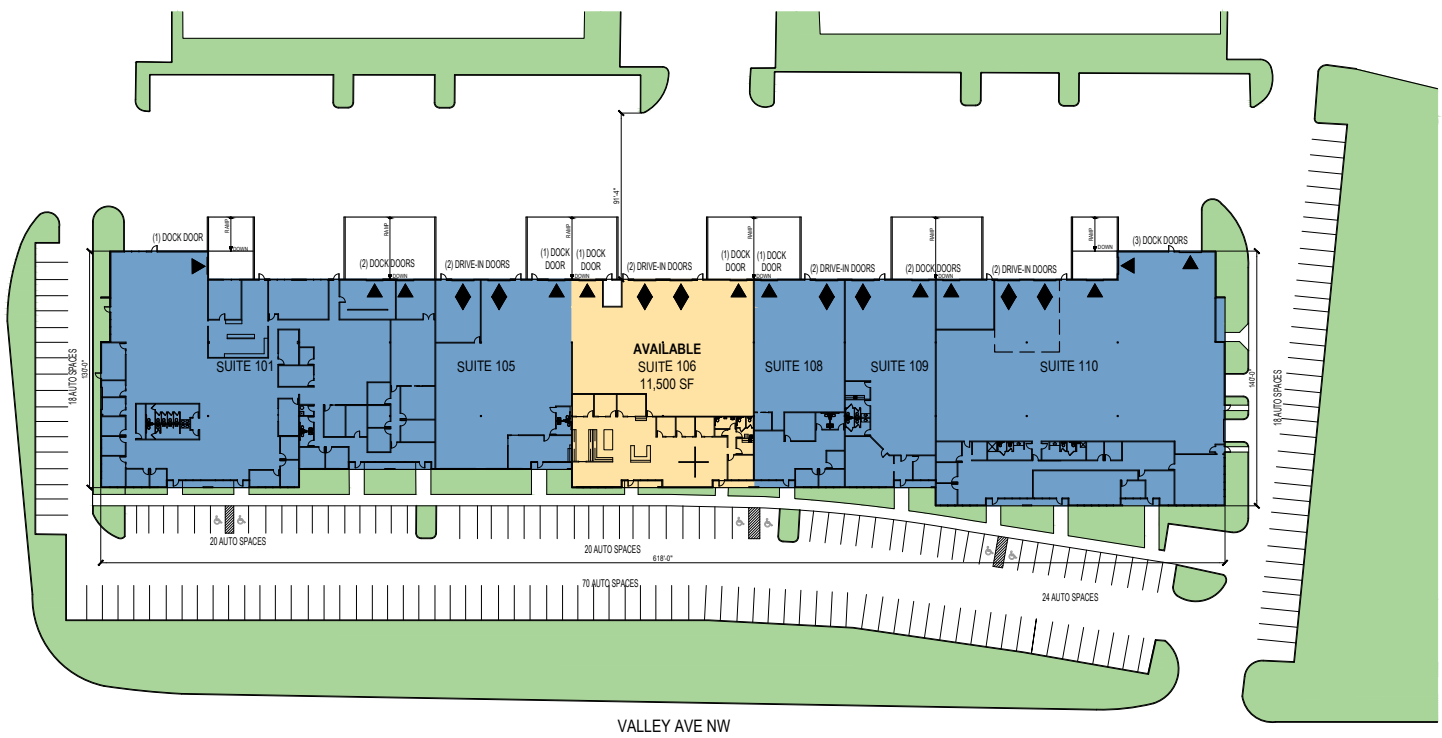 91'-4"
RAMP
DOWN
RAMP
DOWN
RAMP
DOWN
RAMP
DOWN
RAMP
DOWN
RAMP
DOWN
(1) DOCK DOOR
(2) DOCK DOORS
(2) DRIVE-IN DOORS
(1) DOCK
DOOR
(1) DOCK
DOOR
(2) DRIVE-IN DOORS
(1) DOCK
DOOR
(1) DOCK
DOOR
(2) DRIVE-IN DOORS
(2) DOCK DOORS
(2) DRIVE-IN DOORS
(3) DOCK DOORS
18 AUTO SPACES
130'-0"
SUITE 101
SUITE 105
AVAILABLE
SUITE 106
11,500 SF
SUITE 108
SUITE 109
SUITE 110
140'-0"
18 AUTO SPACES
20 AUTO SPACES
20 AUTO SPACES
618'-0"
70 AUTO SPACES
24 AUTO SPACES
VALLEY AVE NW